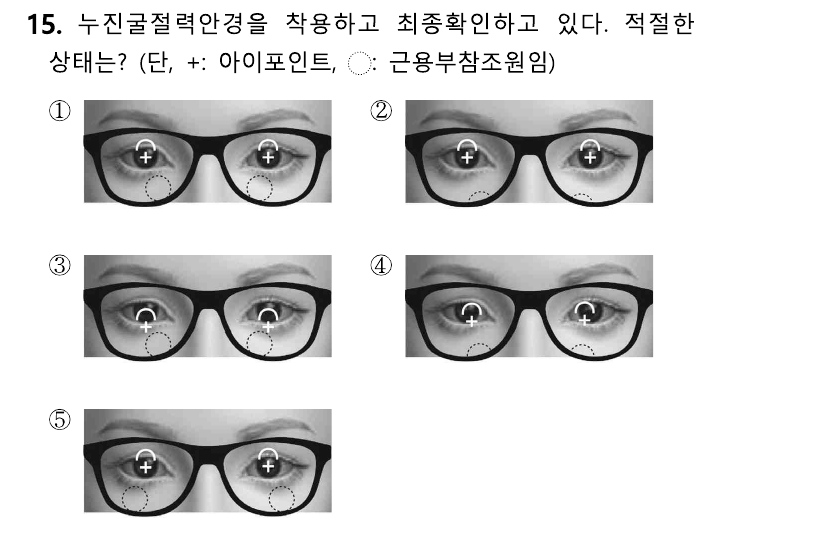 15. 누진굴절력안경을 착용하고 최종확인하고 있다. 적절한
상태는? (단, +: 아이포인트, ◌: 근용부참조원임)
① ②
③ ④
⑤